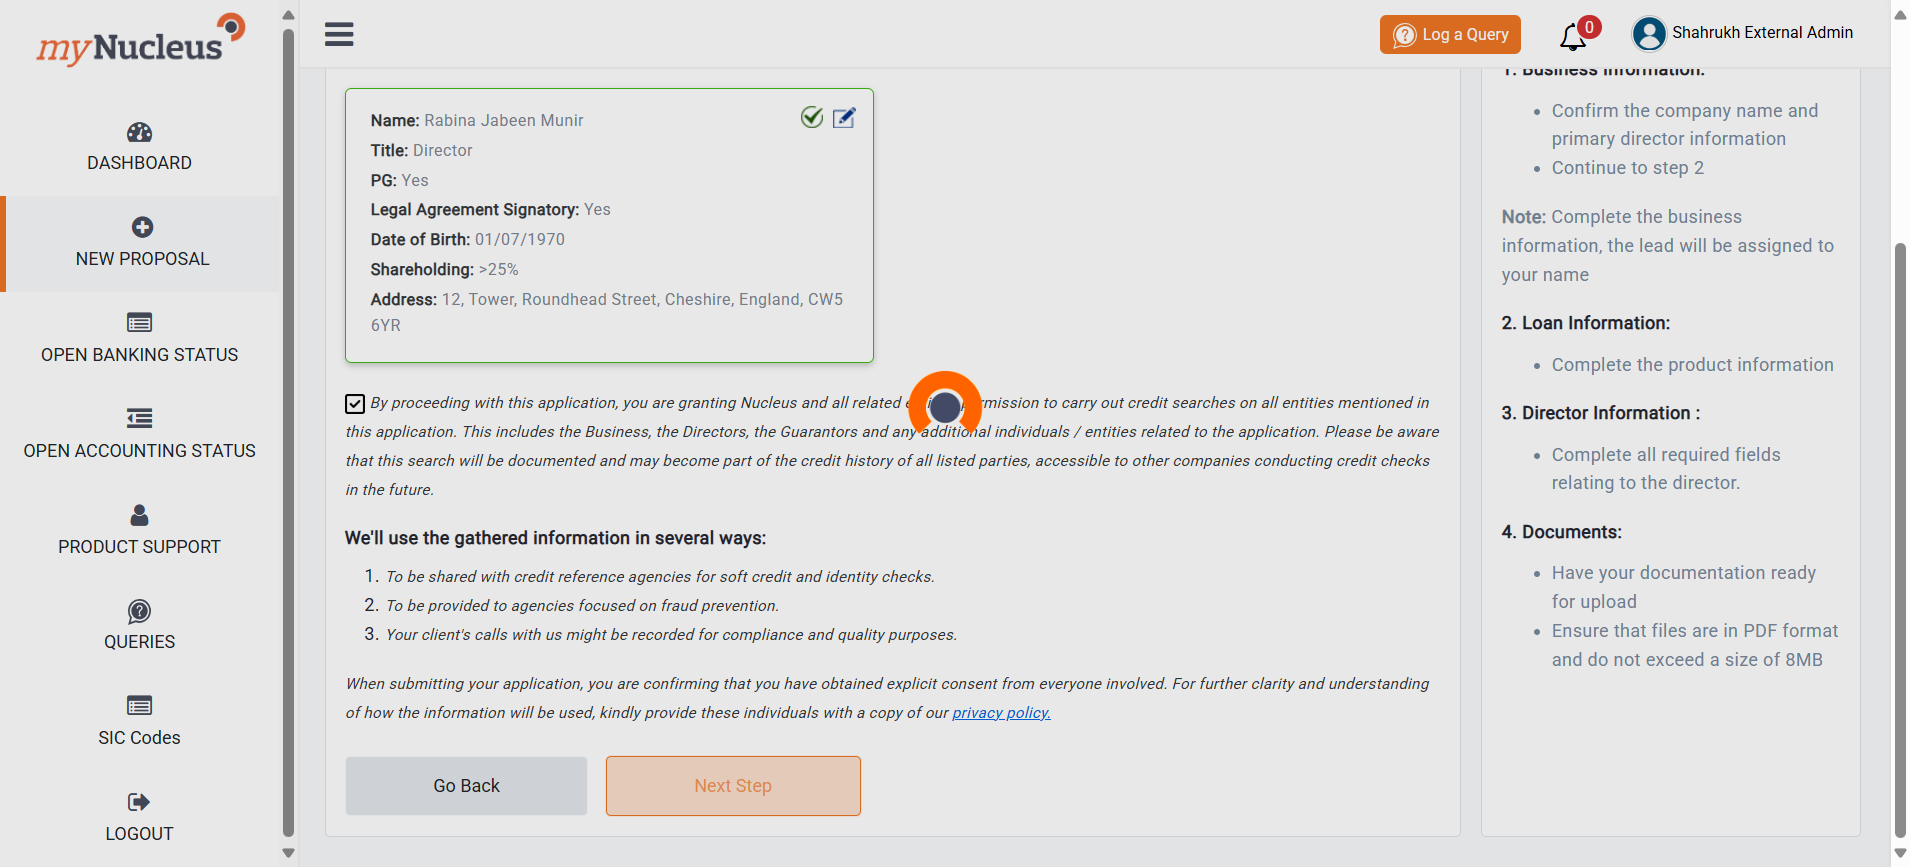 myNucleus
DASHBOARD
NEW PROPOSAL
OPEN BANKING STATUS
OPEN ACCOUNTING STATUS
PRODUCT SUPPORT
QUERIES
SIC Codes
LOGOUT
Log a Query
0
Shahrukh External Admin
Name: Rabina Jabeen Munir
Title: Director
PG: Yes
Legal Agreement Signatory: Yes
Date of Birth: 01/07/1970
Shareholding: >25%
Address: 12, Tower, Roundhead Street, Cheshire, England, CW5
6YR
By proceeding with this application, you are granting Nucleus and all related permission to carry out credit searches on all entities mentioned in
this application. This includes the Business, the Directors, the Guarantors and any additional individuals / entities related to the application. Please be aware
that this search will be documented and may become part of the credit history of all listed parties, accessible to other companies conducting credit checks
in the future.
We'll use the gathered information in several ways:
1. To be shared with credit reference agencies for soft credit and identity checks.
2. To be provided to agencies focused on fraud prevention.
3. Your client's calls with us might be recorded for compliance and quality purposes.
When submitting your application, you are confirming that you have obtained explicit consent from everyone involved. For further clarity and understanding
of how the information will be used, kindly provide these individuals with a copy of our privacy policy.
Go Back
Next Step
1. Business Information:
• Confirm the company name and
primary director information
• Continue to step 2
Note: Complete the business
information, the lead will be assigned to
your name
2. Loan Information:
• Complete the product information
3. Director Information :
• Complete all required fields
relating to the director.
4. Documents:
• Have your documentation ready
for upload
• Ensure that files are in PDF format
and do not exceed a size of 8MB